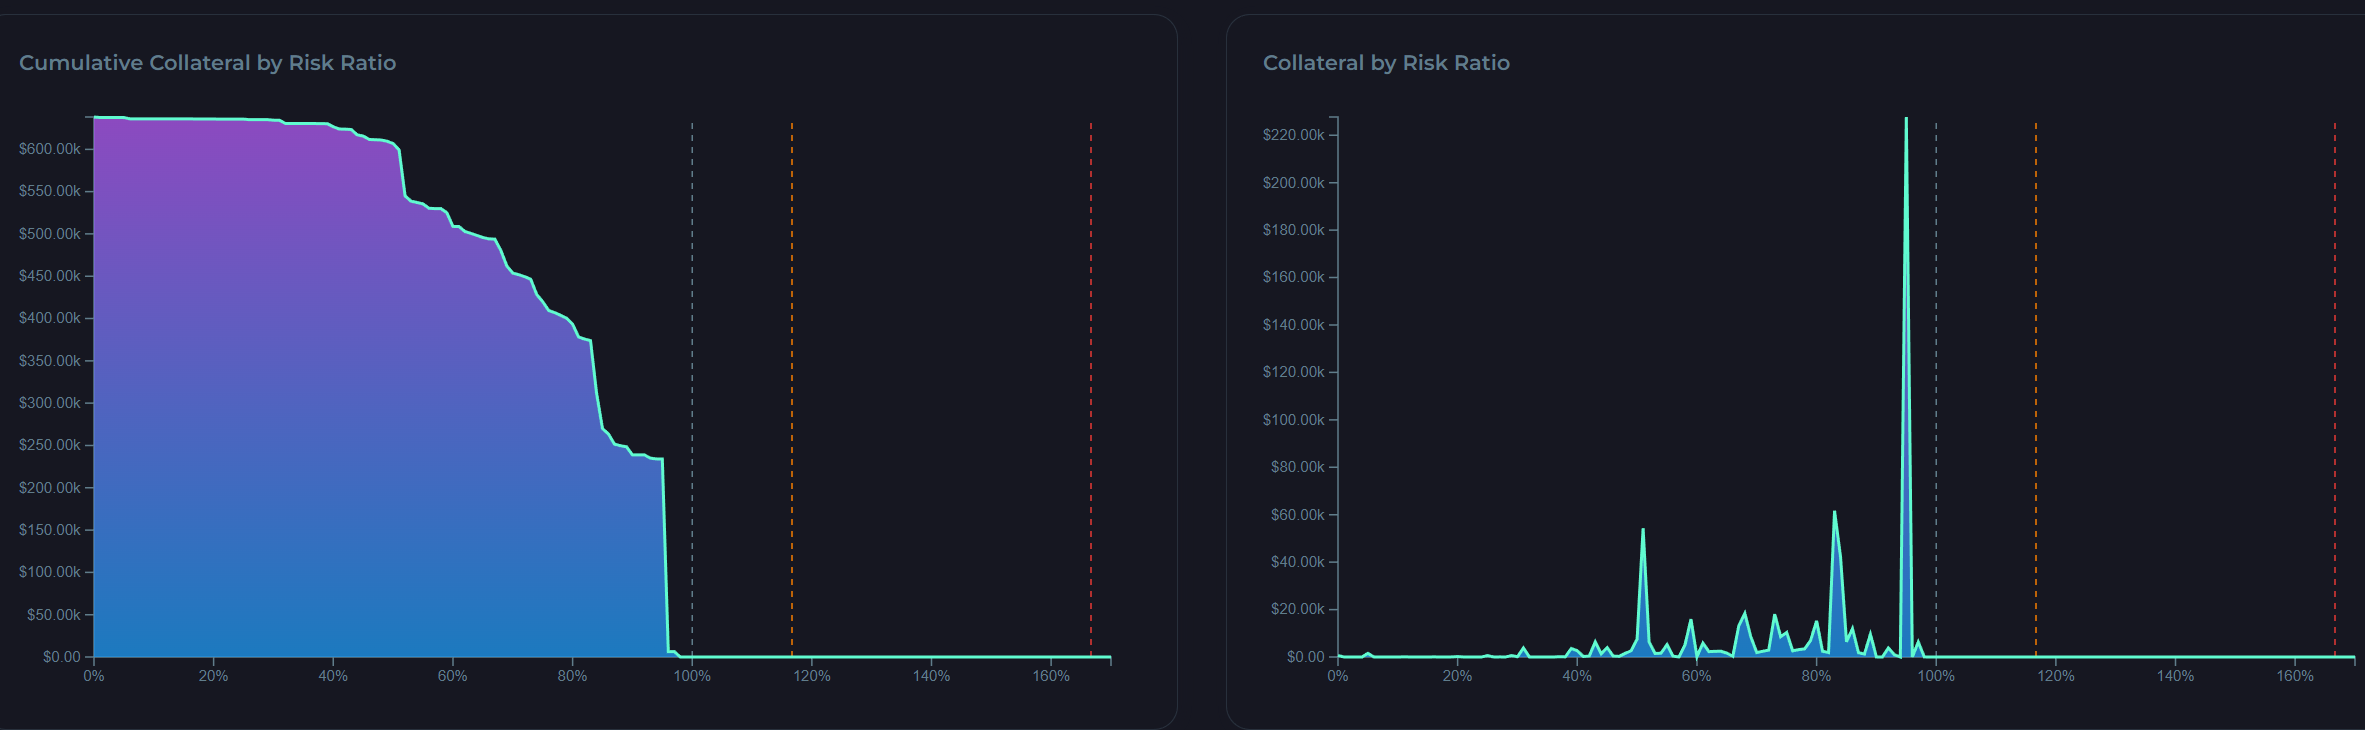 Cumulative Collateral by Risk Ratio
$600.00k
$550.00k
$500.00k
$450.00k
$400.00k
$350.00k
$300.00k
$250.00k
$200.00k
$150.00k
$100.00k
$50.00k
$0.00
0% 20% 40% 60% 80% 100% 120% 140% 160%
Collateral by Risk Ratio
$220.00k
$200.00k
$180.00k
$160.00k
$140.00k
$120.00k
$100.00k
$80.00k
$60.00k
$40.00k
$20.00k
$0.00
0% 20% 40% 60% 80% 100% 120% 140% 160%